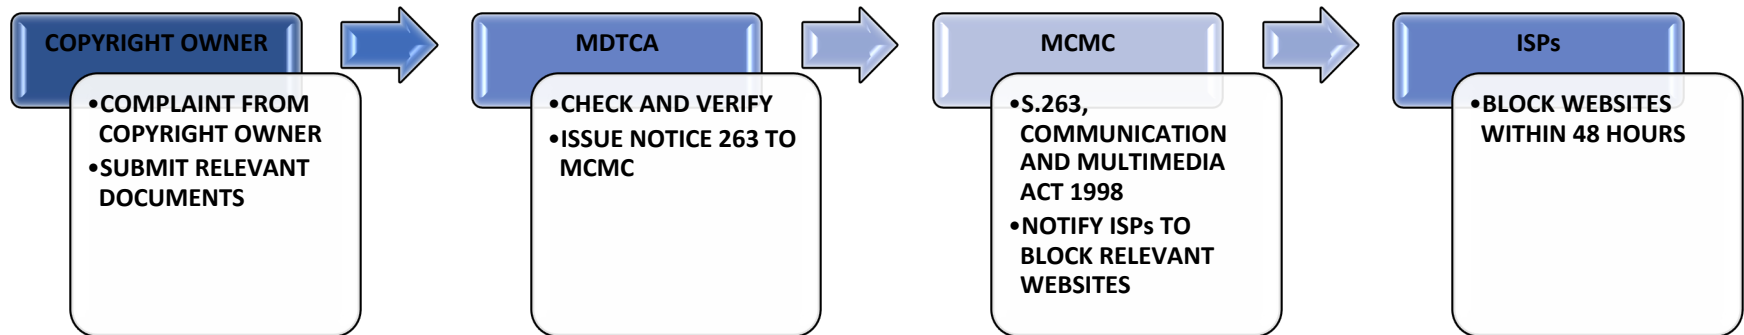 COPYRIGHT OWNER
•COMPLAINT FROM
COPYRIGHT OWNER
•SUBMIT RELEVANT
DOCUMENTS
MDTCA
•CHECK AND VERIFY
•ISSUE NOTICE 263 TO
MCMC
MCMC
•S.263,
COMMUNICATION
AND MULTIMEDIA
ACT 1998
•NOTIFY ISPs TO
BLOCK RELEVANT
WEBSITES
ISPs
•BLOCK WEBSITES
WITHIN 48 HOURS